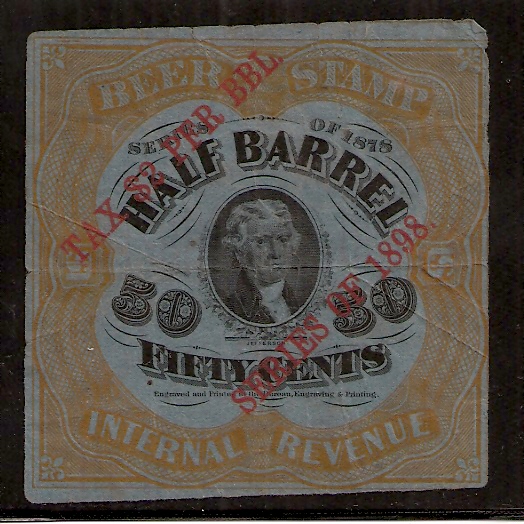 BEER STAMP
SERIES OF 1878
HALF BARREL
TAX $2 PER BBL
50 50
JEFFERSON
FIFTY CENTS
SERIES OF 1898.
Engraved and Printed at the Bureau, Engraving & Printing.
INTERNAL REVENUE